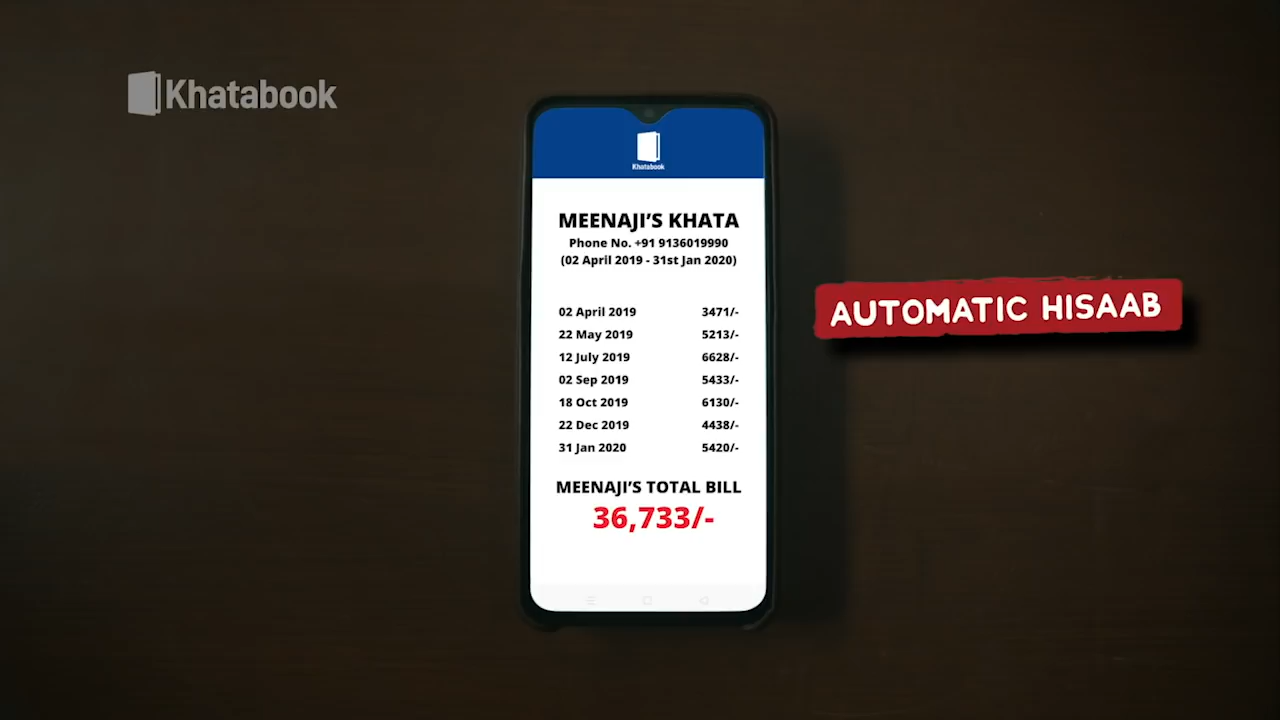 Khatabook
Khatabook
MEENAJI'S KHATA
Phone No. +91 9136019990
(02 April 2019 - 31st Jan 2020)
02 April 2019 3471/-
22 May 2019 5213/-
12 July 2019 6628/-
02 Sep 2019 5433/-
18 Oct 2019 6130/-
22 Dec 2019 4438/-
31 Jan 2020 5420/-
MEENAJI'S TOTAL BILL
36,733/-
AUTOMATIC HISAAB